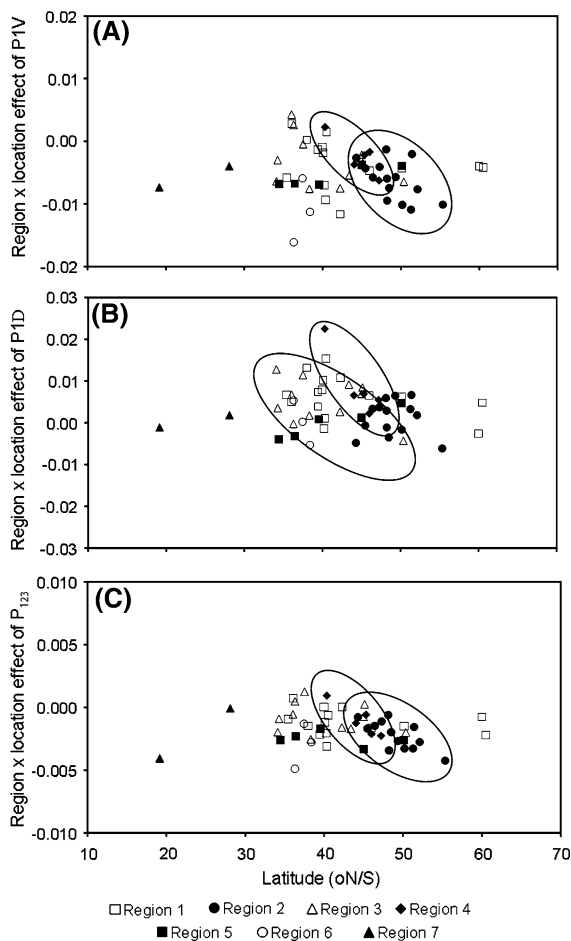 (A)
Region x location effect of P1V
0.02
0.01
0.00
-0.01
-0.02
(B)
Region x location effect of P1D
0.03
0.02
0.01
0.00
-0.01
-0.02
-0.03
(C)
Region x location effect of P123
0.010
0.005
0.000
-0.005
-0.010
10 20 30 40 50 60 70
Latitude (oN/S)
Region 1 Region 2 Region 3 Region 4
Region 5 Region 6 Region 7